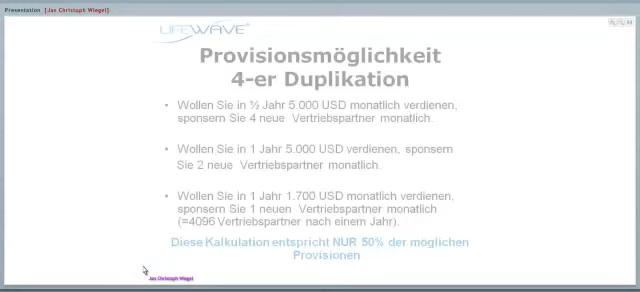 Presentation [Jan Christoph Wiegel]
LIFEWAVE®
Provisionsmöglichkeit
4-er Duplikation
• Wollen Sie in ½ Jahr 5.000 USD monatlich verdienen,
sponsern Sie 4 neue Vertriebspartner monatlich.
• Wollen Sie in 1 Jahr 5.000 USD verdienen, sponsern
Sie 2 neue Vertriebspartner monatlich.
• Wollen Sie in 1 Jahr 1.700 USD monatlich verdienen,
sponsern Sie 1 neuen Vertriebspartner monatlich
(=4096 Vertriebspartner nach einem Jahr).
Diese Kalkulation entspricht NUR 50% der möglichen
Provisionen
Jan Christoph Wiegel